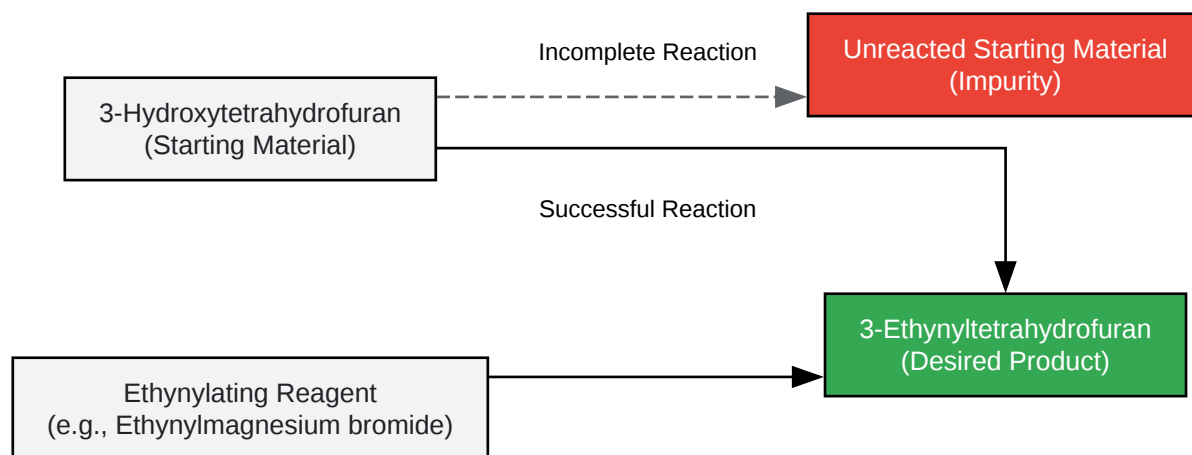 Incomplete Reaction
Unreacted Starting Material
(Impurity)
3-Hydroxytetrahydrofuran
(Starting Material)
Successful Reaction
3-Ethynyltetrahydrofuran
(Desired Product)
Ethynylating Reagent
(e.g., Ethynylmagnesium bromide)